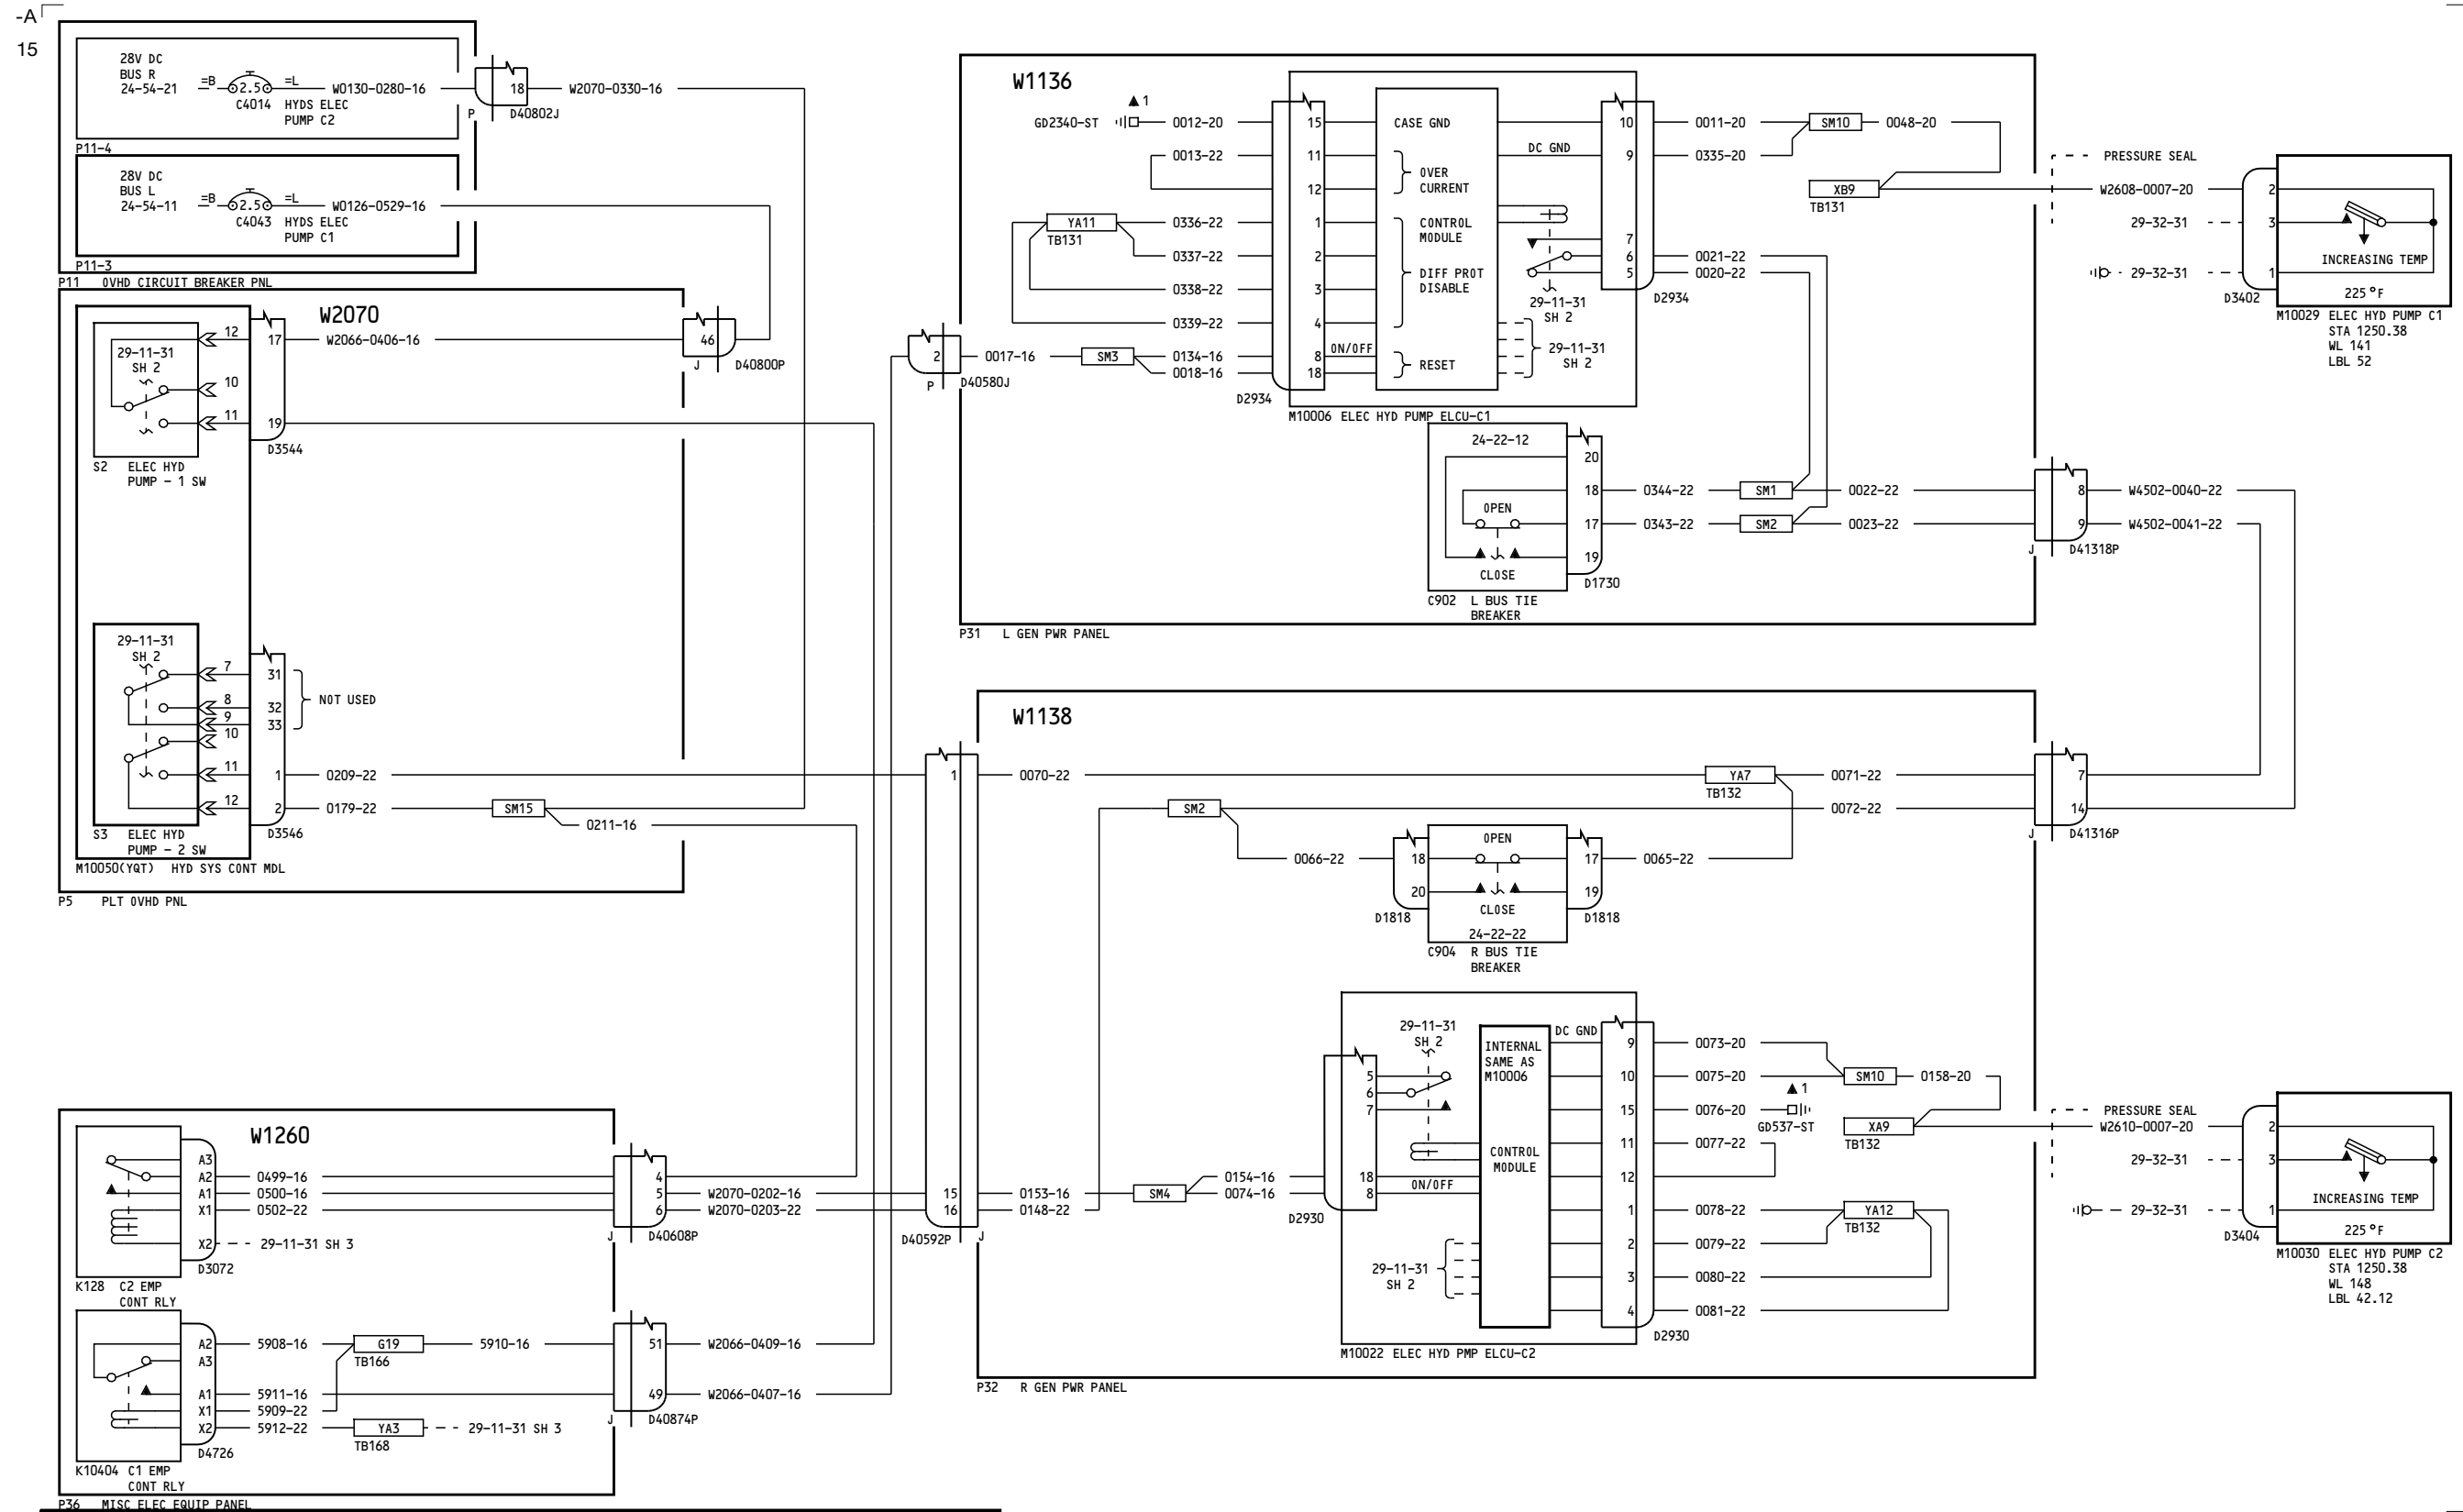 -A
15
28V DC
BUS R
24-54-21
=B
2.5
=L
W0130-0280-16
C4014
HYDS ELEC
PUMP C2
P11-4
18
P
D40802J
W2070-0330-16
28V DC
BUS L
24-54-11
=B
2.5
=L
W0126-0529-16
C4043
HYDS ELEC
PUMP C1
P11-3
P11 OVHD CIRCUIT BREAKER PNL
W2070
29-11-31
SH 2
12
10
11
17
19
D3544
W2066-0406-16
46
J
D40800P
S2 ELEC HYD
PUMP - 1 SW
29-11-31
SH 2
7
8
9
10
11
12
31
32
33
1
2
NOT USED
D3546
0209-22
0179-22
SM15
0211-16
S3 ELEC HYD
PUMP - 2 SW
M10050(YQT) HYD SYS CONT MDL
P5 PLT OVHD PNL
W1260
A3
A2
A1
X1
X2
0499-16
0500-16
0502-22
29-11-31 SH 3
D3072
K128 C2 EMP
CONT RLY
4
5
6
J
D40608P
W2070-0202-16
W2070-0203-22
A2
A3
A1
X1
X2
5908-16
G19
TB166
5910-16
5911-16
5909-22
5912-22
YA3
TB168
29-11-31 SH 3
D4726
K10404 C1 EMP
CONT RLY
51
49
J
D40874P
W2066-0409-16
W2066-0407-16
P36 MISC ELEC EQUIP PANEL
W1136
1
GD2340-ST
0012-20
0013-22
YA11
TB131
0336-22
0337-22
0338-22
0339-22
2
P
D40580J
0017-16
SM3
0134-16
0018-16
D2934
15
11
12
1
2
3
4
8
18
ON/OFF
CASE GND
OVER
CURRENT
CONTROL
MODULE
DIFF PROT
DISABLE
RESET
DC GND
29-11-31
SH 2
29-11-31
SH 2
10
9
7
6
5
D2934
M10006 ELEC HYD PUMP ELCU-C1
0011-20
0335-20
SM10
0048-20
XB9
TB131
0021-22
0020-22
24-22-12
OPEN
CLOSE
20
18
17
19
D1730
C902 L BUS TIE
BREAKER
0344-22
SM1
0022-22
0343-22
SM2
0023-22
8
9
J
D41318P
W4502-0040-22
W4502-0041-22
P31 L GEN PWR PANEL
PRESSURE SEAL
W2608-0007-20
29-32-31
29-32-31
2
3
1
D3402
INCREASING TEMP
225 °F
M10029 ELEC HYD PUMP C1
STA 1250.38
WL 141
LBL 52
W1138
1
15
16
D40592P
J
0070-22
YA7
TB132
0071-22
SM2
0072-22
7
14
J
D41316P
0066-22
18
20
D1818
OPEN
CLOSE
24-22-22
17
19
D1818
0065-22
C904 R BUS TIE
BREAKER
0153-16
0148-22
SM4
0154-16
0074-16
D2930
5
6
7
18
8
29-11-31
SH 2
ON/OFF
29-11-31
SH 2
INTERNAL
SAME AS
M10006
CONTROL
MODULE
DC GND
9
10
15
11
12
1
2
3
4
D2930
M10022 ELEC HYD PMP ELCU-C2
0073-20
0075-20
SM10
0158-20
0076-20
1
GD537-ST
0077-22
XA9
TB132
0078-22
YA12
TB132
0079-22
0080-22
0081-22
P32 R GEN PWR PANEL
PRESSURE SEAL
W2610-0007-20
29-32-31
29-32-31
2
3
1
D3404
INCREASING TEMP
225 °F
M10030 ELEC HYD PUMP C2
STA 1250.38
WL 148
LBL 42.12